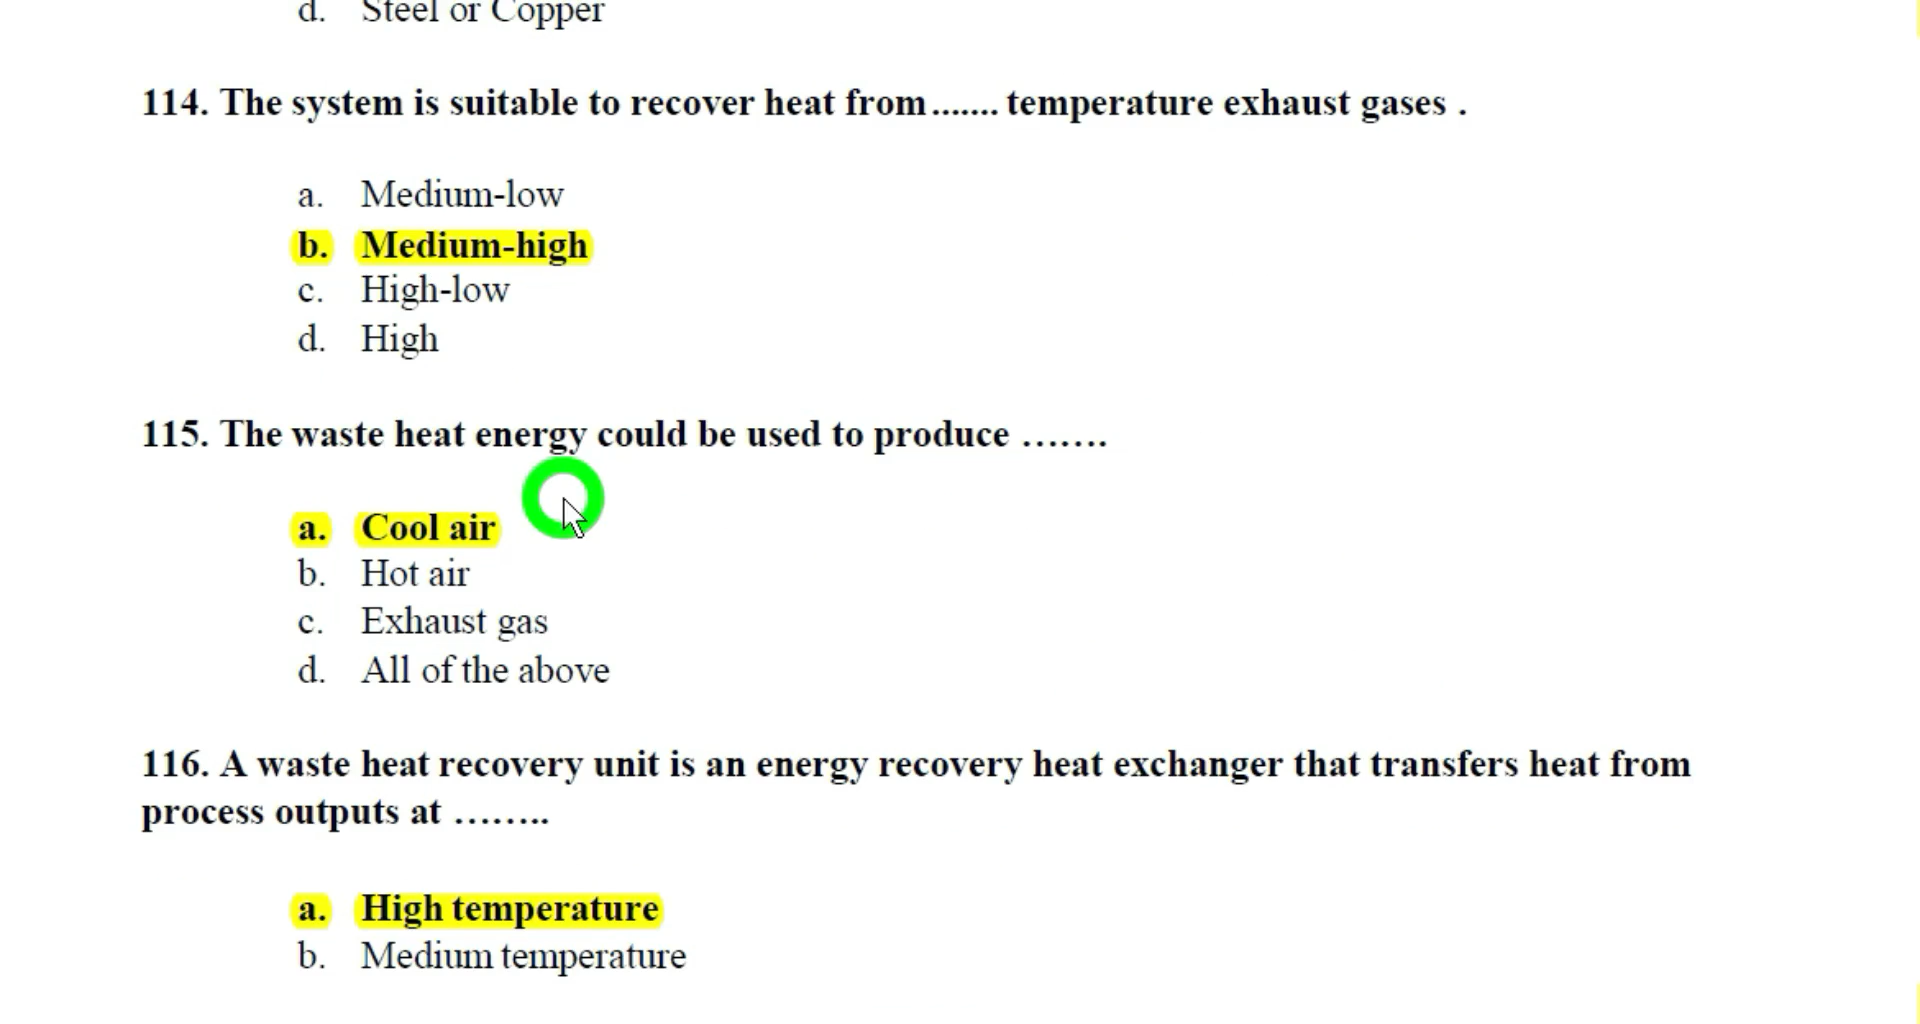 d. Steel or Copper
114. The system is suitable to recover heat from....... temperature exhaust gases .
a. Medium-low
b. Medium-high
c. High-low
d. High
115. The waste heat energy could be used to produce …….
a. Cool air
b. Hot air
c. Exhaust gas
d. All of the above
116. A waste heat recovery unit is an energy recovery heat exchanger that transfers heat from
process outputs at ……..
a. High temperature
b. Medium temperature